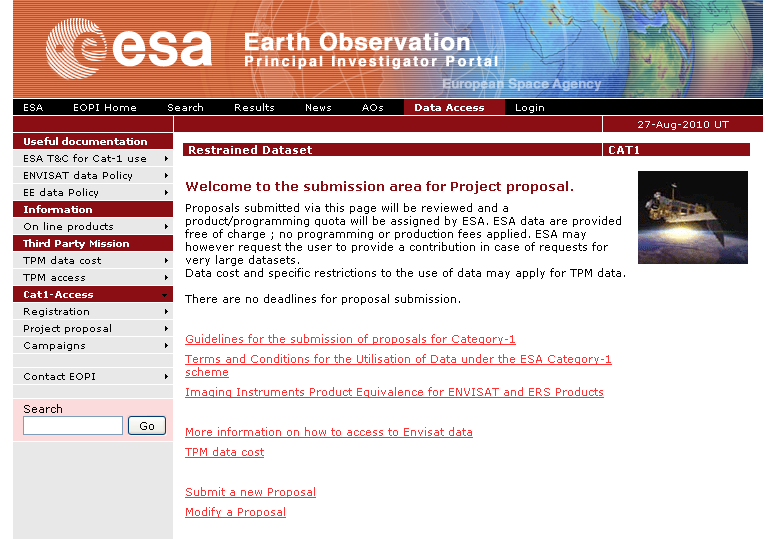 esa
Earth Observation
Principal Investigator Portal
European Space Agency
ESA EOPI Home Search Results News AOs Data Access Login
27-Aug-2010 UT
Useful documentation
ESA T&C for Cat-1 use
ENVISAT data Policy
EE data Policy
Information
On line products
Third Party Mission
TPM data cost
TPM access
Cat1-Access
Registration
Project proposal
Campaigns
Contact EOPI
Search
Go
Restrained Dataset CAT1
Welcome to the submission area for Project proposal.
Proposals submitted via this page will be reviewed and a
product/programming quota will be assigned by ESA. ESA data are provided
free of charge ; no programming or production fees applied. ESA may
however request the user to provide a contribution in case of requests for
very large datasets.
Data cost and specific restrictions to the use of data may apply for TPM data.
There are no deadlines for proposal submission.
Guidelines for the submission of proposals for Category-1
Terms and Conditions for the Utilisation of Data under the ESA Category-1
scheme
Imaging Instruments Product Equivalence for ENVISAT and ERS Products
More information on how to access to Envisat data
TPM data cost
Submit a new Proposal
Modify a Proposal